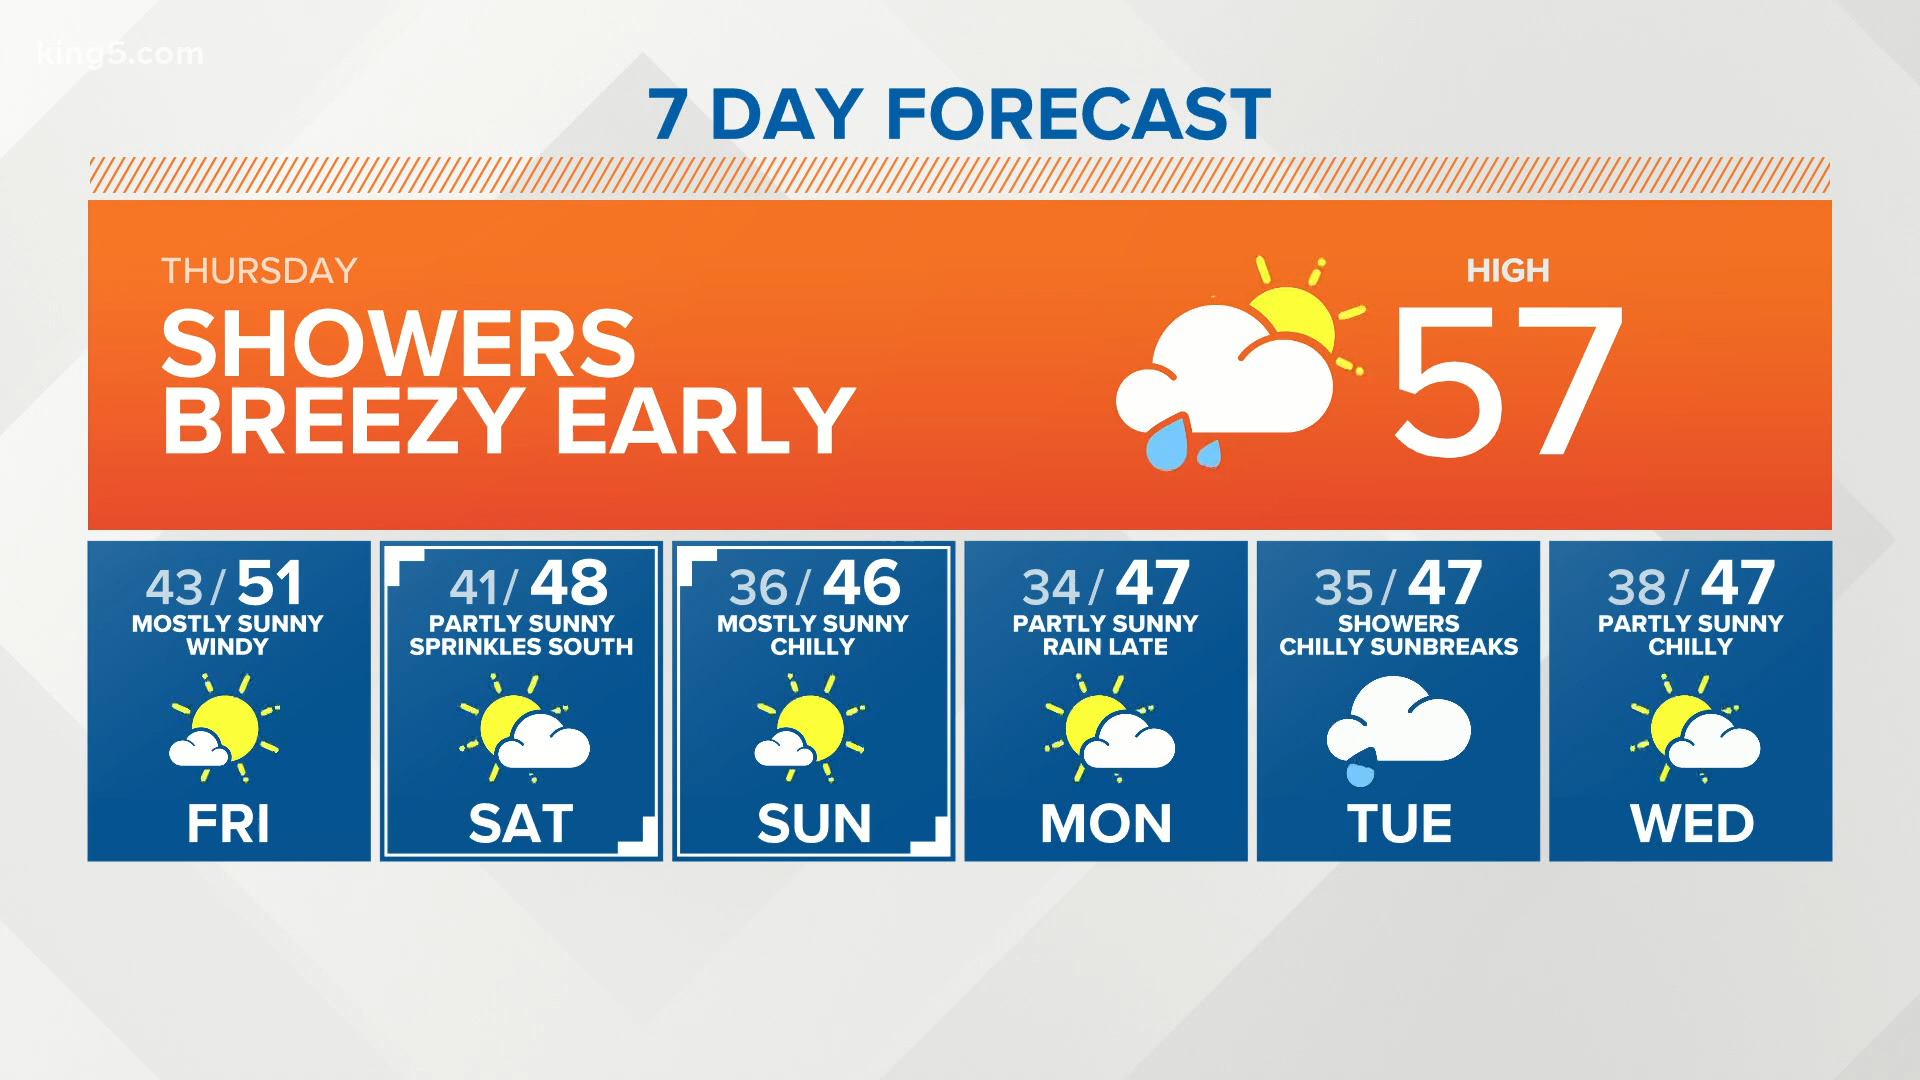 king5.com
7 DAY FORECAST
THURSDAY
SHOWERS
BREEZY EARLY
HIGH
57
43/51
MOSTLY SUNNY
WINDY
FRI
41/48
PARTLY SUNNY
SPRINKLES SOUTH
SAT
36/46
MOSTLY SUNNY
CHILLY
SUN
34/47
PARTLY SUNNY
RAIN LATE
MON
35/47
SHOWERS
CHILLY SUNBREAKS
TUE
38/47
PARTLY SUNNY
CHILLY
WED